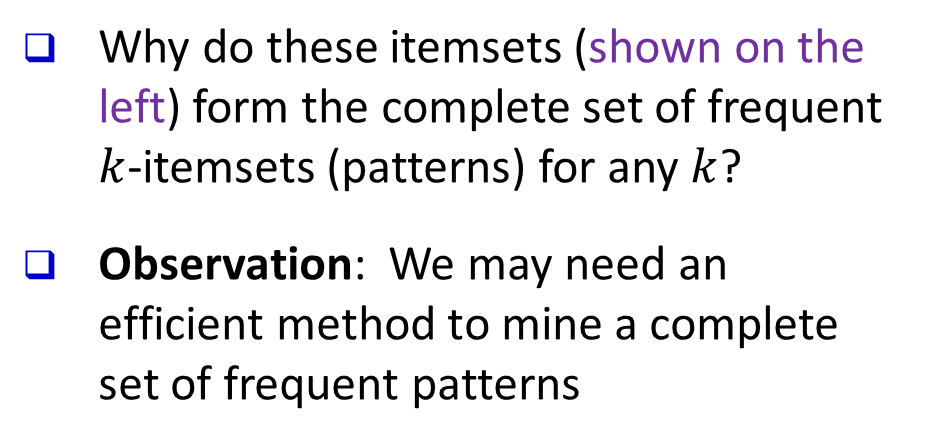 ❑ Why do these itemsets (shown on the
left) form the complete set of frequent
k-itemsets (patterns) for any k?
❑ Observation: We may need an
efficient method to mine a complete
set of frequent patterns